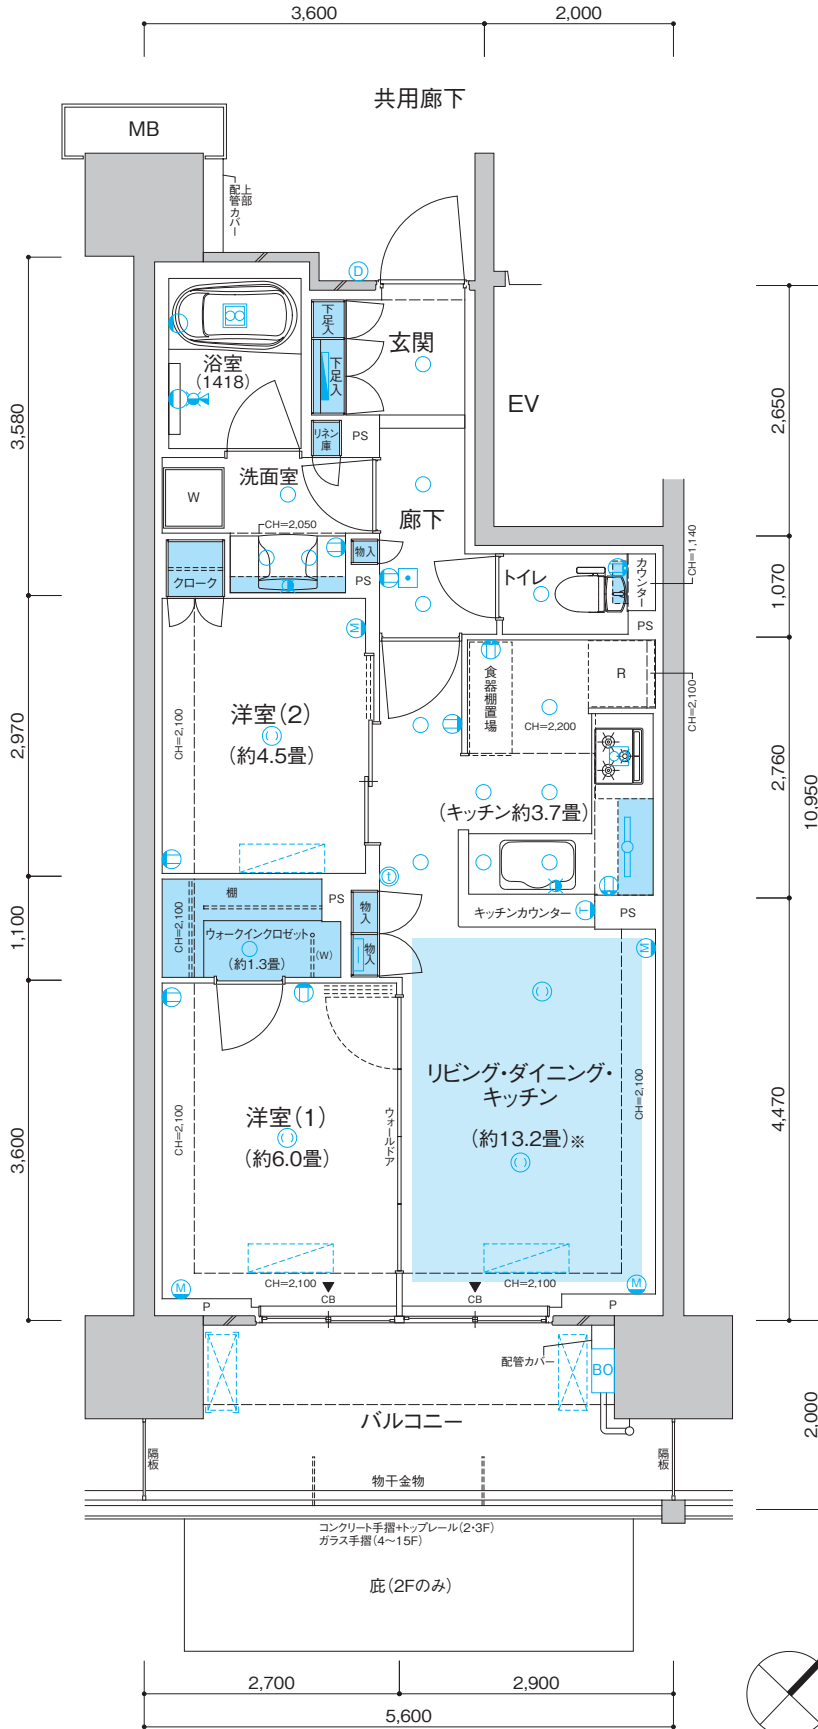 3,600
2,000
共用廊下
MB
上部
配管カバー
D
下足入
下足入
玄関
浴室
(1418)
EV
3,580
2,650
リネン
庫
PS
洗面室
W
廊下
CH=2,050
物入
クローク
PS
トイレ
カウンター
CH=1,140
1,070
PS
M
食器棚置場
R
CH=2,100
CH=2,100
洋室(2)
(約4.5畳)
CH=2,200
2,970
2,760
10,950
(キッチン約3.7畳)
t
棚
PS
物入
CH=2,100
ウォークインクロゼット
(約1.3畳)
(W)
物入
キッチンカウンター
T
PS
M
1,100
リビング・ダイニング・
キッチン
(約13.2畳)※
CH=2,100
CH=2,100
洋室(1)
(約6.0畳)
ウォールドア
3,600
4,470
M
CH=2,100
CB
CB
CH=2,100
M
P
P
配管カバー
BO
バルコニー
2,000
隔板
隔板
物干金物
コンクリート手摺+トップレール(2・3F)
ガラス手摺(4〜15F)
庇(2Fのみ)
2,700
2,900
5,600